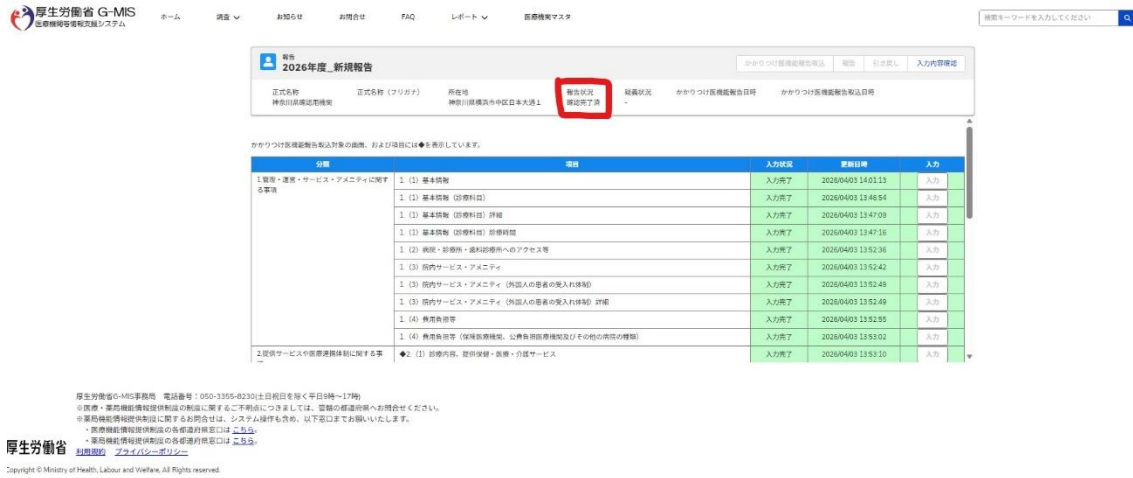 厚生労働省 G-MIS
医療機関等情報支援システム
ホーム 調査 お知らせ お問合せ FAQ レポート 医療機関マスタ
検索キーワードを入力してください
報告
2026年度_新規報告
かかりつけ医機能報告取込 報告 引き戻し 入力内容確認
正式名称 正式名称（フリガナ） 所在地 報告状況 疑義状況 かかりつけ医機能報告日時 かかりつけ医機能報告取込日時
神奈川県確認用機関 神奈川県横浜市中区日本大通１ 確認完了済 -
かかりつけ医機能報告取込対象の画面、および項目には◆を表示しています。
分類 項目 入力状況 更新日時 入力
1.管理・運営・サービス・アメニティに関する事項
1.（1）基本情報 入力完了 2026/04/03 14:01:13 入力
1.（1）基本情報（診療科目） 入力完了 2026/04/03 13:46:54 入力
1.（1）基本情報（診療科目）詳細 入力完了 2026/04/03 13:47:09 入力
1.（1）基本情報（診療科目）診療時間 入力完了 2026/04/03 13:47:16 入力
1.（2）病院・診療所・歯科診療所へのアクセス等 入力完了 2026/04/03 13:52:36 入力
1.（3）院内サービス・アメニティ 入力完了 2026/04/03 13:52:42 入力
1.（3）院内サービス・アメニティ（外国人の患者の受入れ体制） 入力完了 2026/04/03 13:52:49 入力
1.（3）院内サービス・アメニティ（外国人の患者の受入れ体制）詳細 入力完了 2026/04/03 13:52:49 入力
1.（4）費用負担等 入力完了 2026/04/03 13:52:55 入力
1.（4）費用負担等（保険医療機関、公費負担医療機関及びその他の病院の種類） 入力完了 2026/04/03 13:53:02 入力
2.提供サービスや医療連携体制に関する事 ◆2.（1）診療内容、提供保健・医療・介護サービス 入力完了 2026/04/03 13:53:10 入力
厚生労働省G-MIS事務局 電話番号：050-3355-8230(土日祝日を除く平日9時～17時)
※医療・薬局機能情報提供制度の制度に関するご不明点につきましては、管轄の都道府県へお問合せください。
※薬局機能情報提供制度に関するお問合せは、システム操作も含め、以下窓口までお願いいたします。
・医療機能情報提供制度の各都道府県窓口は こちら。
・薬局機能情報提供制度の各都道府県窓口は こちら。
厚生労働省 利用規約 プライバシーポリシー
Copyright © Ministry of Health, Labour and Welfare, All Rights reserved.